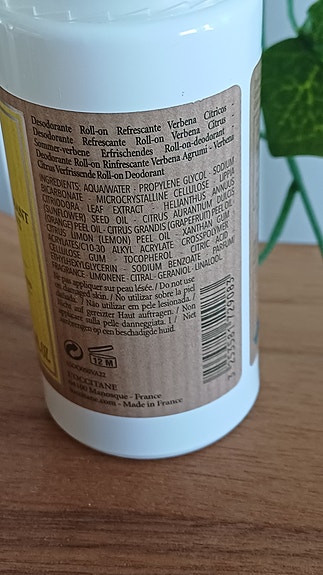 Desodorante Roll-on Refrescante Verbena Cítricos -
Desodorante Refrescante Roll-on Verbena Citrus -
Sommer-verbene Erfrischendes Roll-on-deodorant -
Deodorante Roll-on Rinfrescante Verbena Agrumi - Verbena
Citrus Verfrissende Roll-on Deodorant
INGREDIENTS: AQUA/WATER - PROPYLENE GLYCOL - SODIUM
BICARBONATE - MICROCRYSTALLINE CELLULOSE - LIPPIA
CITRIODORA LEAF EXTRACT - HELIANTHUS ANNUUS
(SUNFLOWER) SEED OIL - CITRUS AURANTIUM DULCIS
(ORANGE) PEEL OIL - CITRUS GRANDIS (GRAPEFRUIT) PEEL OIL -
CITRUS LIMON (LEMON) PEEL OIL - XANTHAN GUM
ACRYLATES/C10-30 ALKYL ACRYLATE CROSSPOLYMER
CELLULOSE GUM - TOCOPHEROL - CITRIC ACID
ETHYLHEXYLGLYCERIN - SODIUM BENZOATE - PARFUM/
FRAGRANCE - LIMONENE - CITRAL - GERANIOL - LINALOOL
Ne pas appliquer sur peau lésée. / Do not use
on damaged skin. / No utilizar sobre la piel
dañada. / Não utilizar em pele lesionada. /
Nicht auf gereizter Haut auftragen. / Non
applicare sulla pelle danneggiata. / Niet
aanbrengen op een beschadigde huid.
12 M
L'OCCITANE
04100 Manosque - France
loccitane.com - Made in France